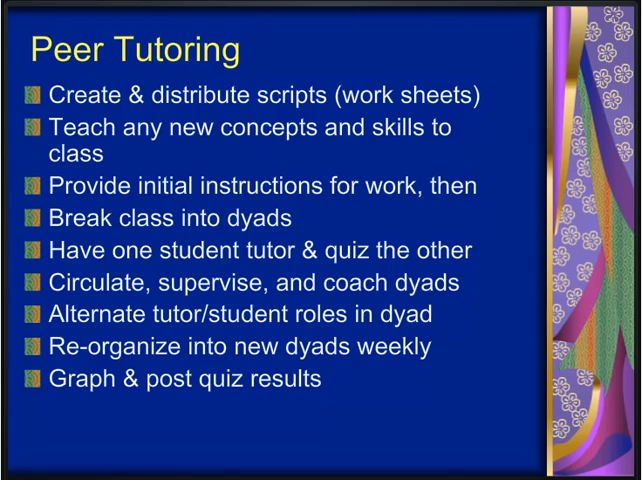 Peer Tutoring
Create & distribute scripts (work sheets)
Teach any new concepts and skills to
class
Provide initial instructions for work, then
Break class into dyads
Have one student tutor & quiz the other
Circulate, supervise, and coach dyads
Alternate tutor/student roles in dyad
Re-organize into new dyads weekly
Graph & post quiz results